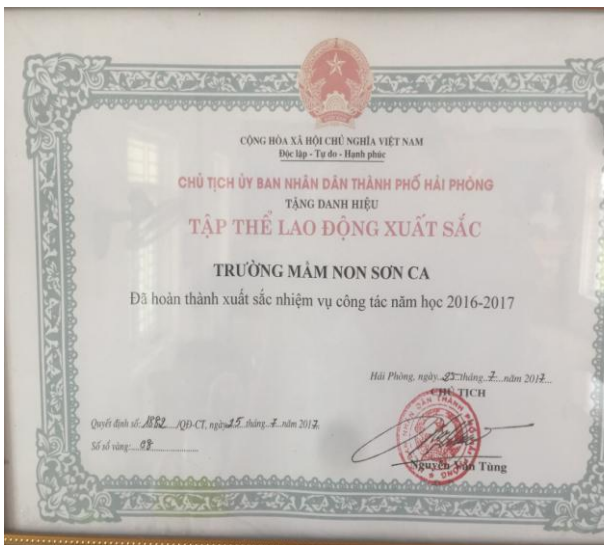 CỘNG HÒA XÃ HỘI CHỦ NGHĨA VIỆT NAM
Độc lập - Tự do - Hạnh phúc
CHỦ TỊCH ỦY BAN NHÂN DÂN THÀNH PHỐ HẢI PHÒNG
TẶNG DANH HIỆU
TẬP THỂ LAO ĐỘNG XUẤT SẮC
TRƯỜNG MẦM NON SƠN CA
Đã hoàn thành xuất sắc nhiệm vụ công tác năm học 2016-2017
Hải Phòng, ngày 25 tháng 7 năm 2017
CHỦ TỊCH
Quyết định số: 1882 /QĐ-CT, ngày 25 tháng 7 năm 2017
Số sổ vàng: 08
Nguyễn Văn Tùng